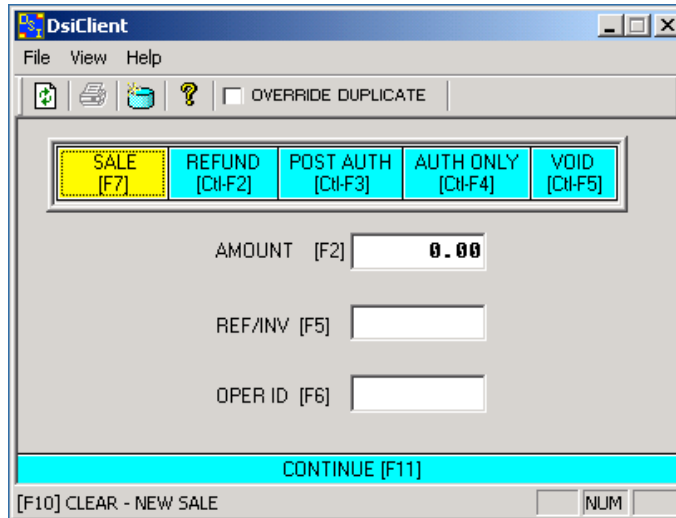 DsiClient
File View Help
OVERRIDE DUPLICATE
SALE REFUND POST AUTH AUTH ONLY VOID
[F7] [Ctl-F2] [Ctl-F3] [Ctl-F4] [Ctl-F5]
AMOUNT [F2] 0.00
REF/INV [F5]
OPER ID [F6]
CONTINUE [F11]
[F10] CLEAR - NEW SALE NUM